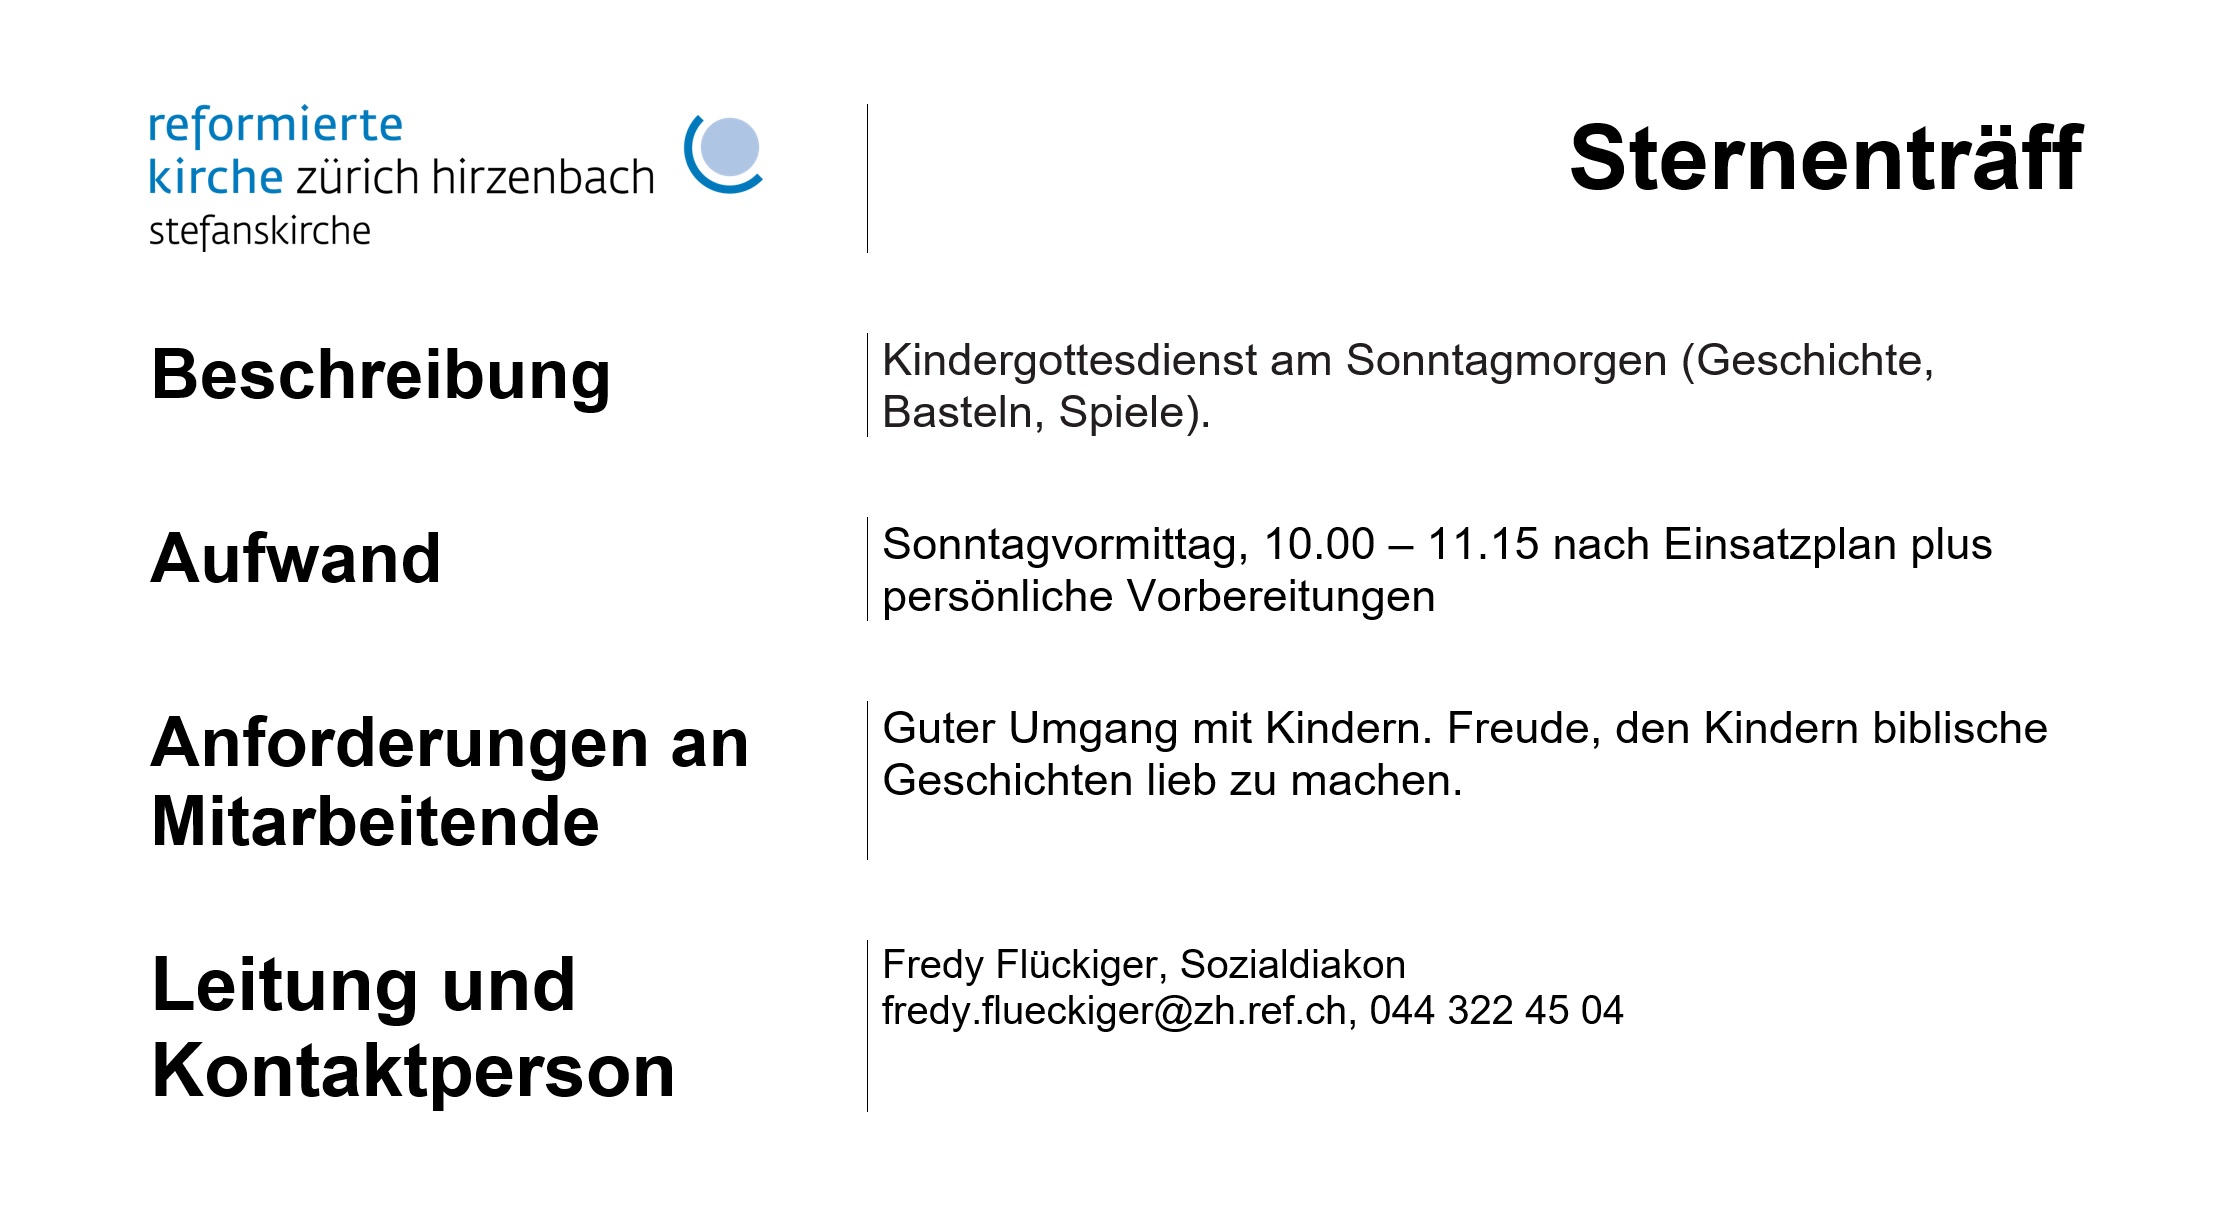 reformierte
kirche zürich hirzenbach
stefanskirche
Sternenträff
Beschreibung
Kindergottesdienst am Sonntagmorgen (Geschichte,
Basteln, Spiele).
Aufwand
Sonntagvormittag, 10.00 – 11.15 nach Einsatzplan plus
persönliche Vorbereitungen
Anforderungen an
Mitarbeitende
Guter Umgang mit Kindern. Freude, den Kindern biblische
Geschichten lieb zu machen.
Leitung und
Kontaktperson
Fredy Flückiger, Sozialdiakon
fredy.flueckiger@zh.ref.ch, 044 322 45 04